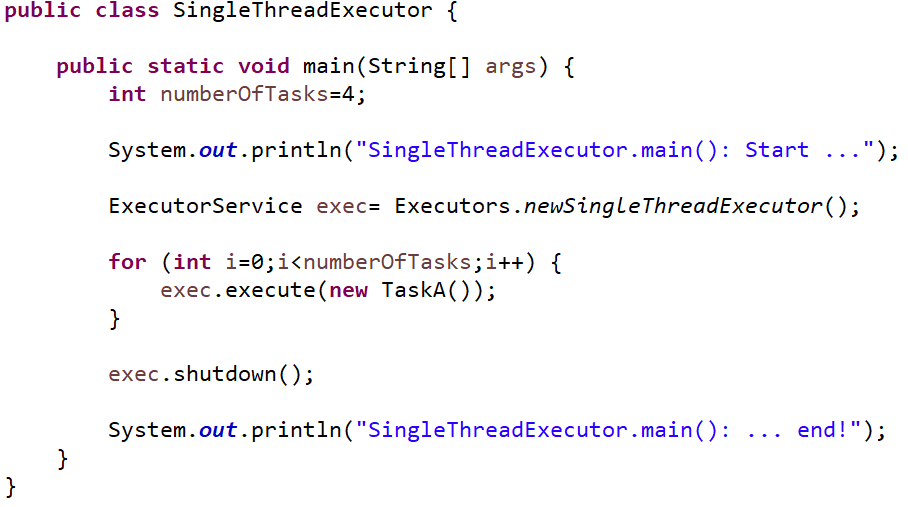 public class SingleThreadExecutor {
public static void main(String[] args) {
int numberOfTasks=4;
System.out.println("SingleThreadExecutor.main(): Start ...");
ExecutorService exec= Executors.newSingleThreadExecutor();
for (int i=0;i<numberOfTasks;i++) {
exec.execute(new TaskA());
}
exec.shutdown();
System.out.println("SingleThreadExecutor.main(): ... end!");
}
}